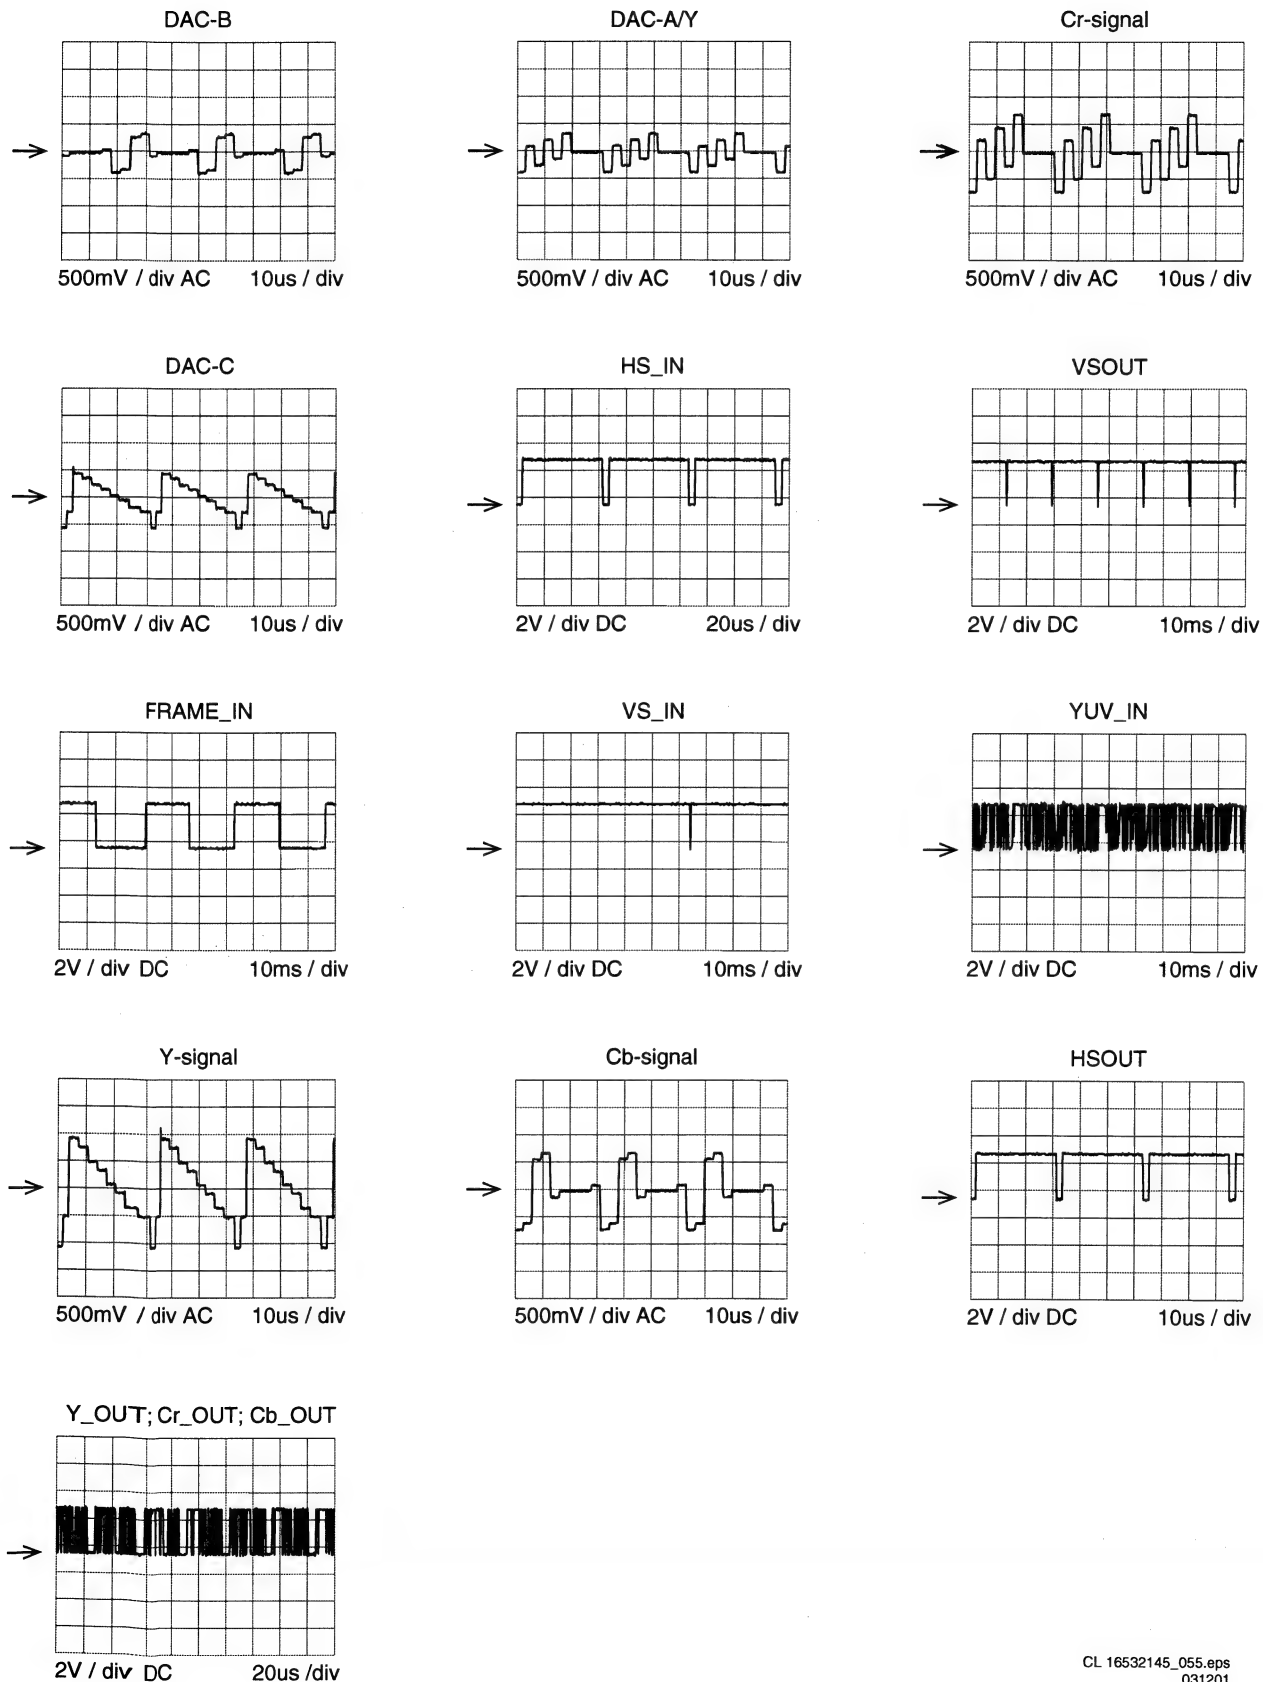 DAC-B
DAC-A/Y
Cr-signal
500mV / div AC 10us / div
500mV / div AC 10us / div
500mV / div AC 10us / div
DAC-C
HS_IN
VSOUT
500mV / div AC 10us / div
2V / div DC 20us / div
2V / div DC 10ms / div
FRAME_IN
VS_IN
YUV_IN
2V / div DC 10ms / div
2V / div DC 10ms / div
2V / div DC 10ms / div
Y-signal
Cb-signal
HSOUT
500mV / div AC 10us / div
500mV / div AC 10us / div
2V / div DC 10us / div
Y_OUT; Cr_OUT; Cb_OUT
2V / div DC 20us /div
CL 16532145_055.eps
031201